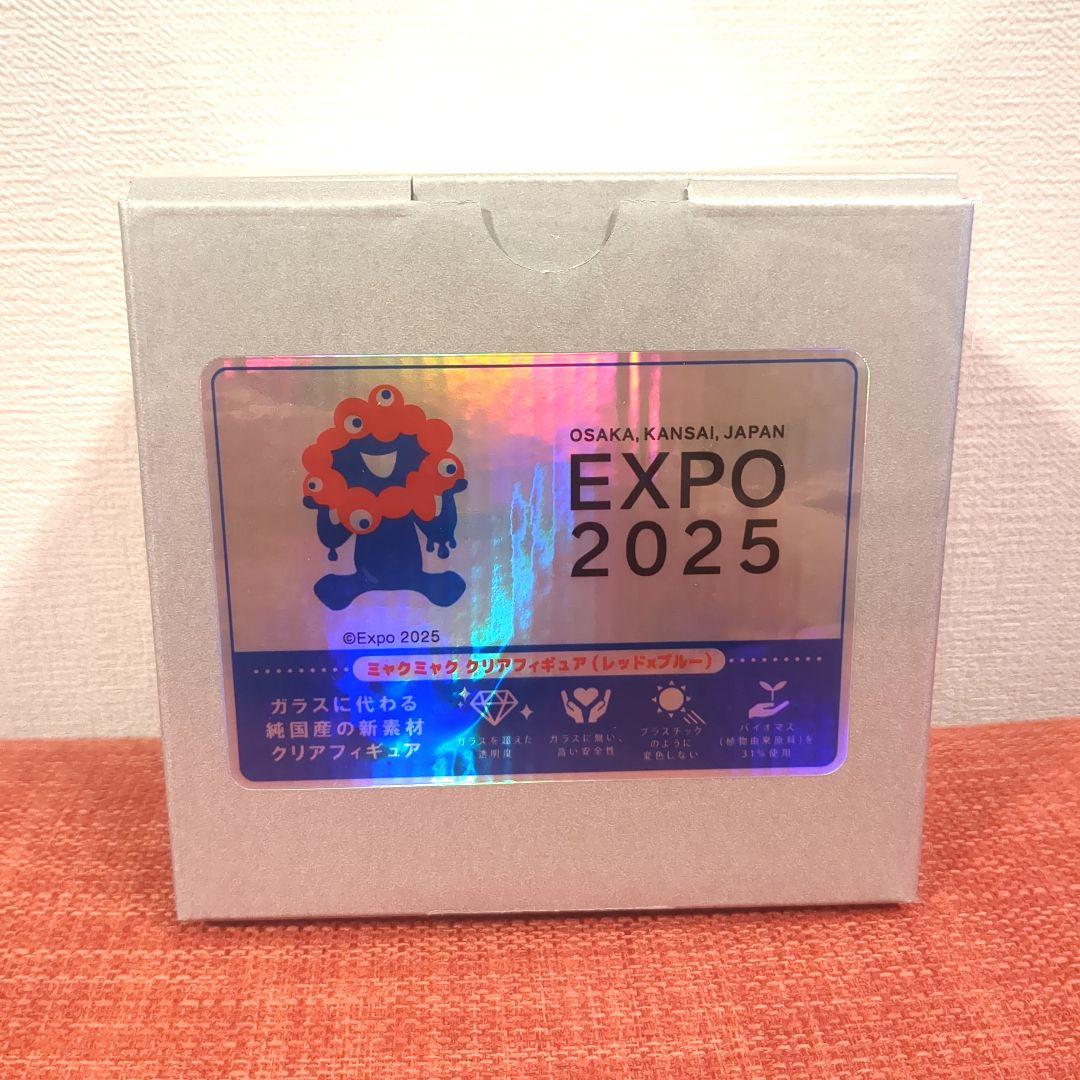 OSAKA, KANSAI, JAPAN
EXPO
2025
©Expo 2025
ミャクミャク クリアフィギュア(レッド×ブルー)
ガラスに代わる
純国産の新素材
クリアフィギュア
ガラスを超えた
透明度
ガラスに無い、
高い安全性
プラスチック
のように
変色しない
バイオマス
(植物由来原料)を
31%使用